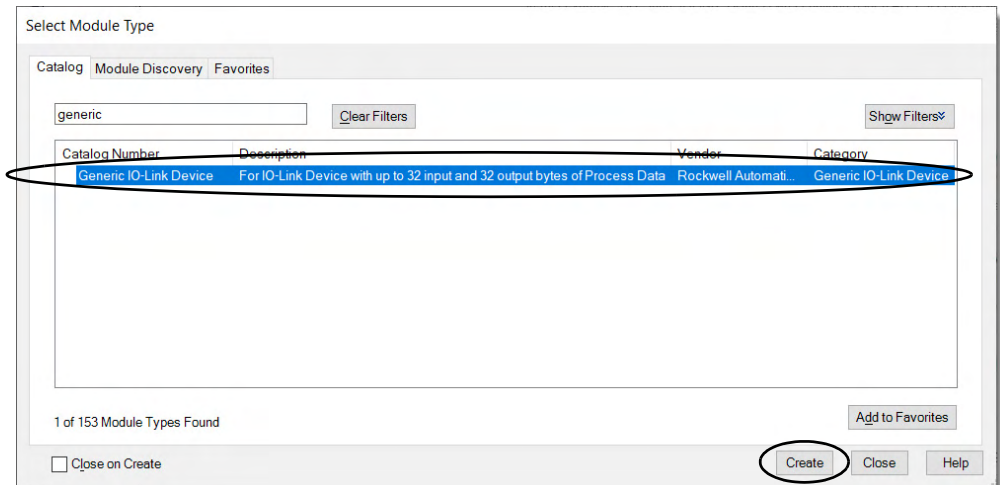 Select Module Type
Catalog Module Discovery Favorites
generic Clear Filters Show Filters
Catalog Number Description Vendor Category
Generic IO-Link Device For IO-Link Device with up to 32 input and 32 output bytes of Process Data Rockwell Automati... Generic IO-Link Device
1 of 153 Module Types Found Add to Favorites
Close on Create Create Close Help